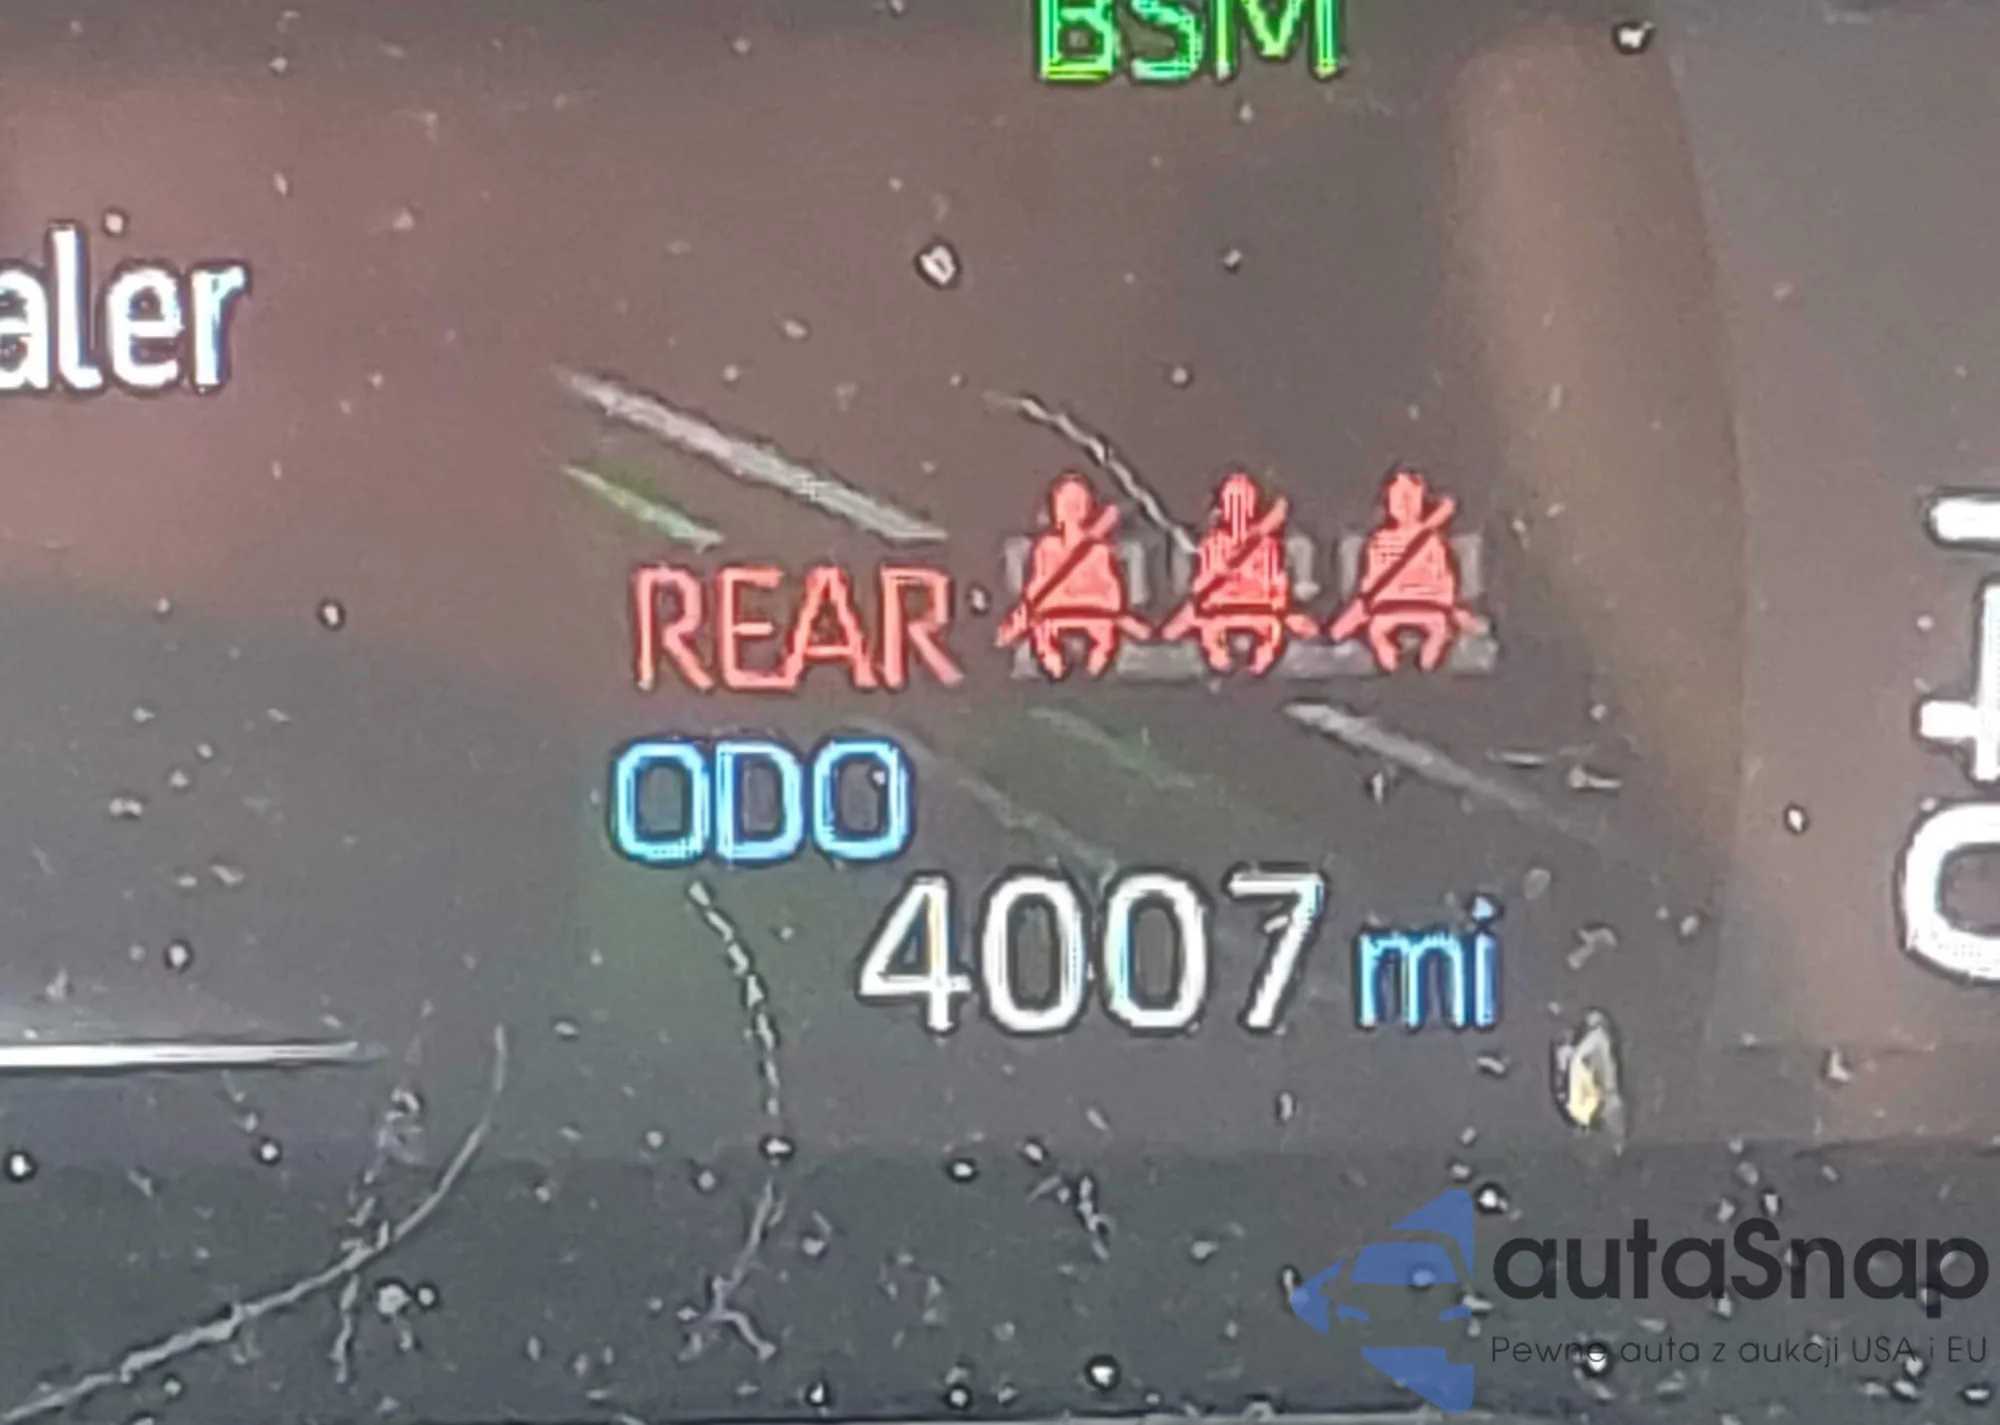 BSM
aler
REAR
ODO
4007 mi
autaSnap
Pewne auta z aukcji USA i EU